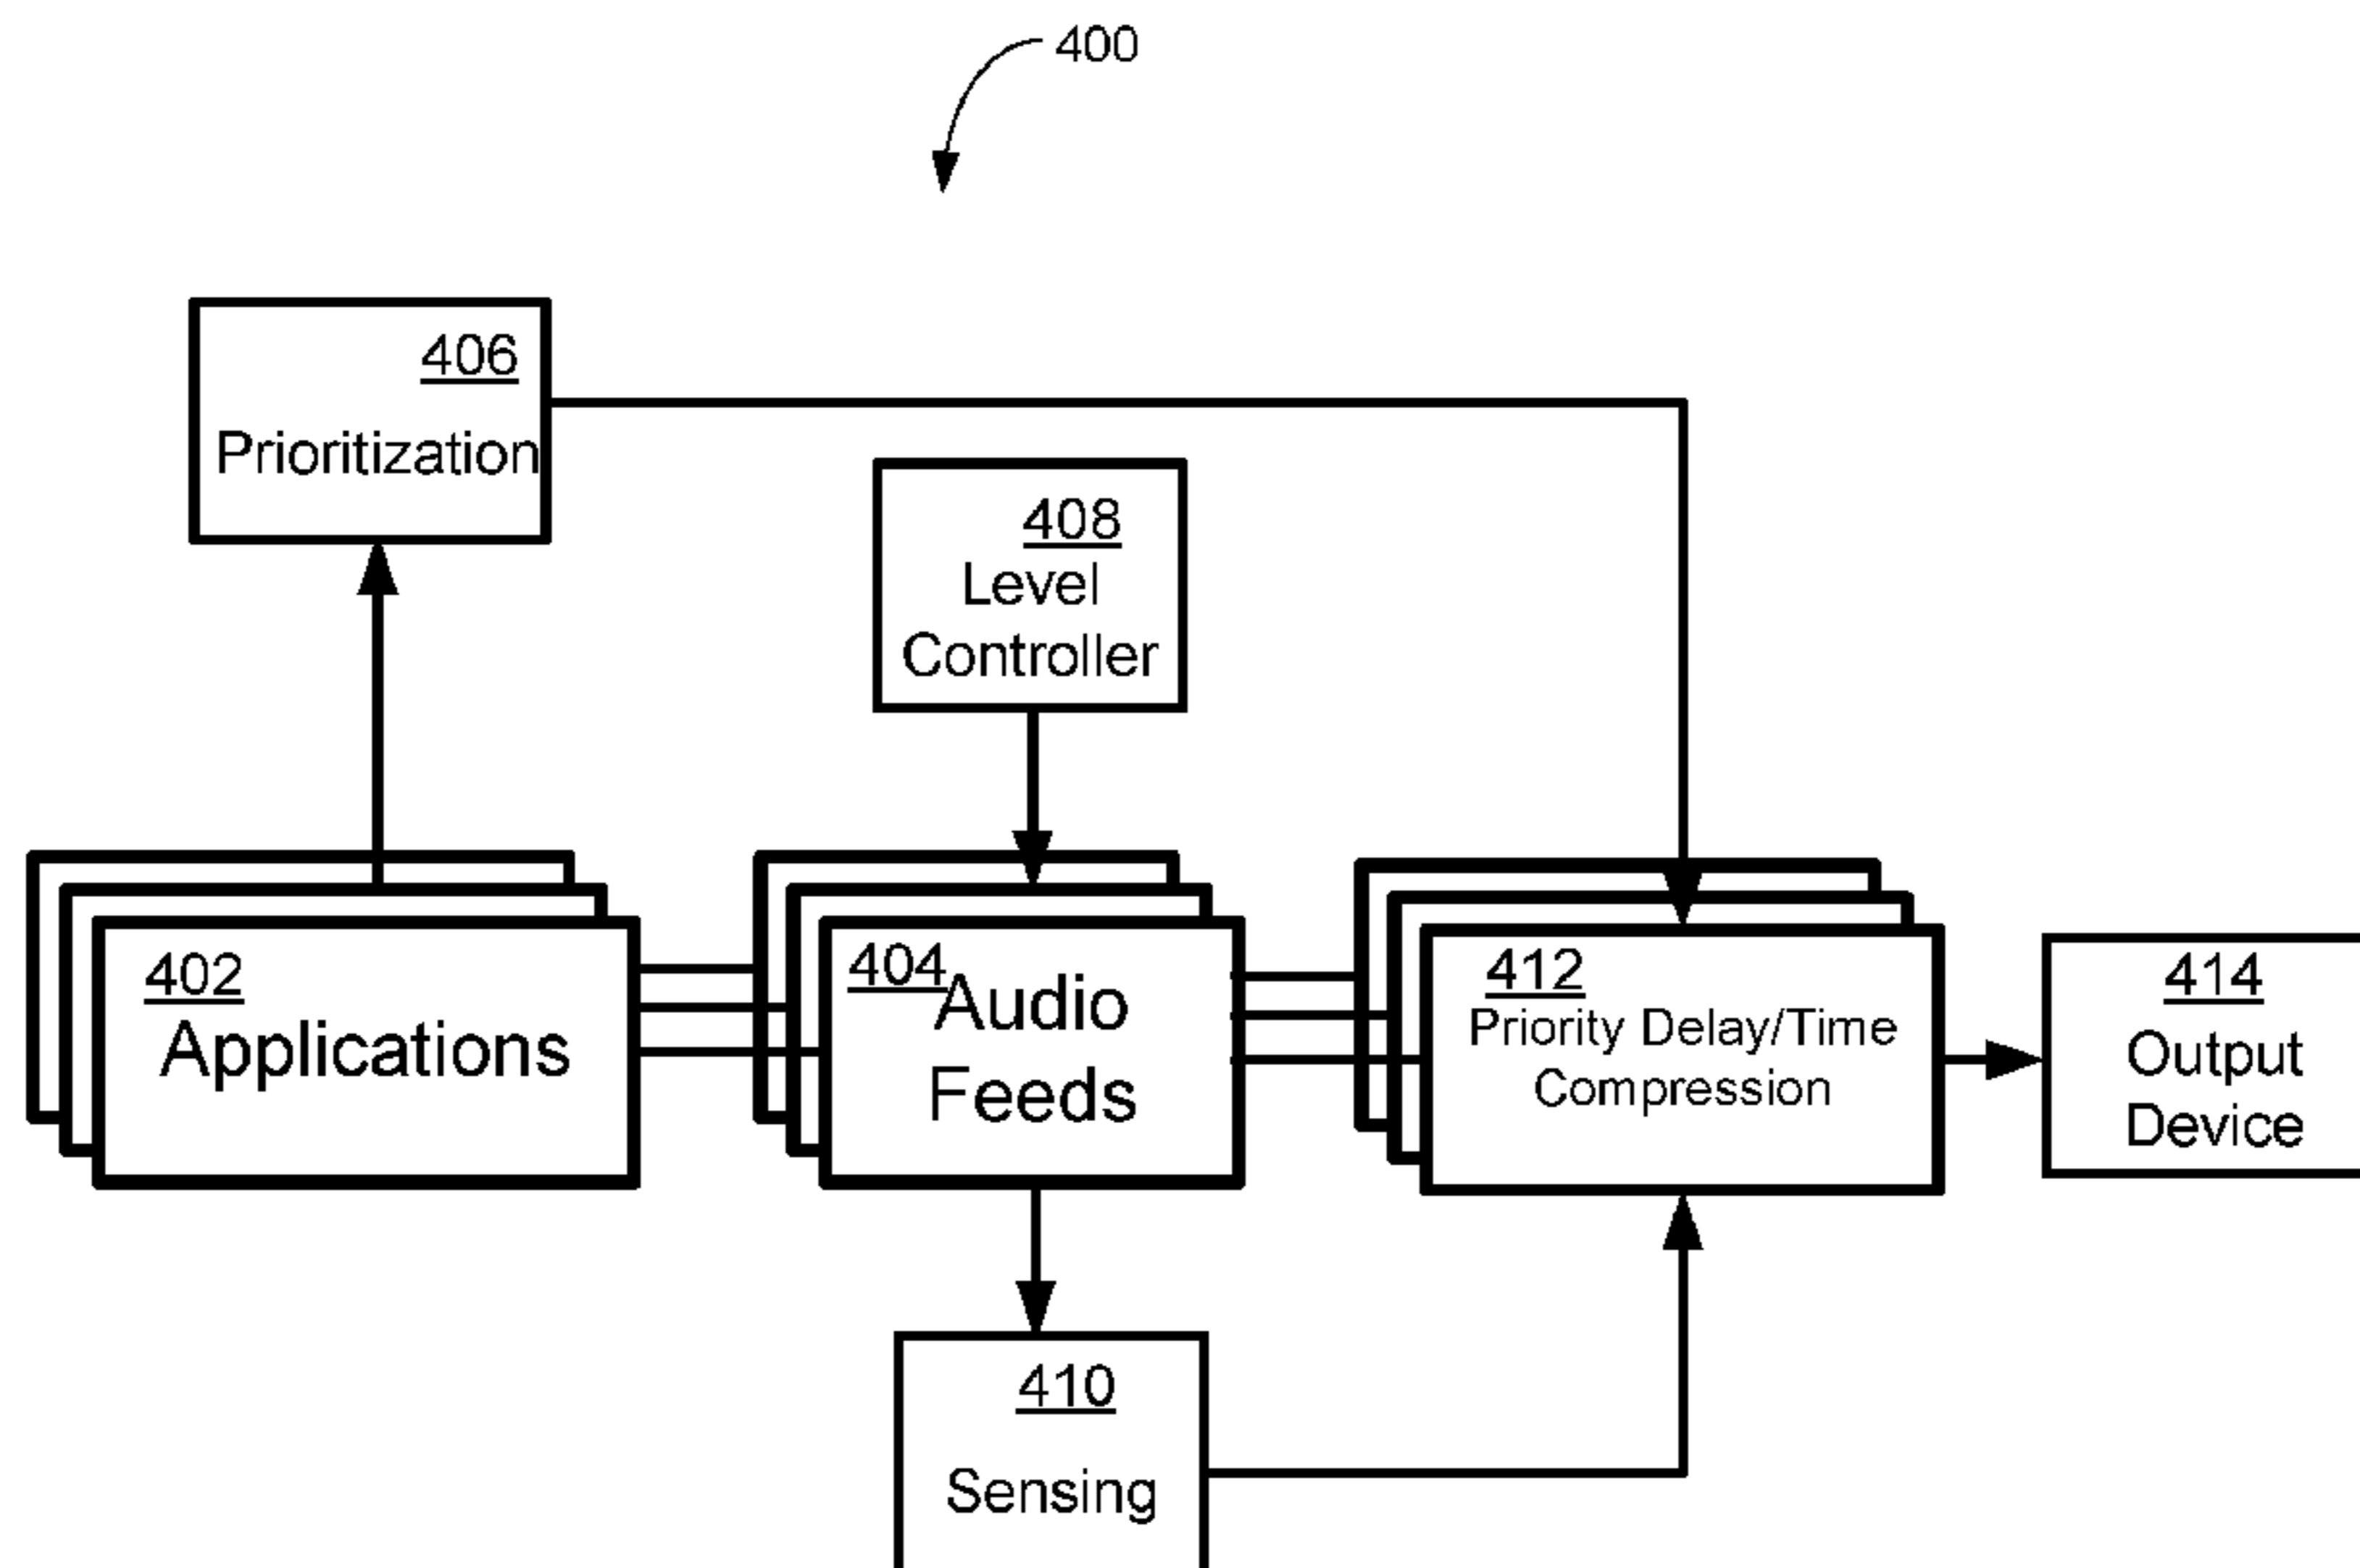 400
406
Prioritization
408
Level
Controller
402
Applications
404
Audio
Feeds
412
Priority Delay/Time
Compression
414
Output
Device
410
Sensing